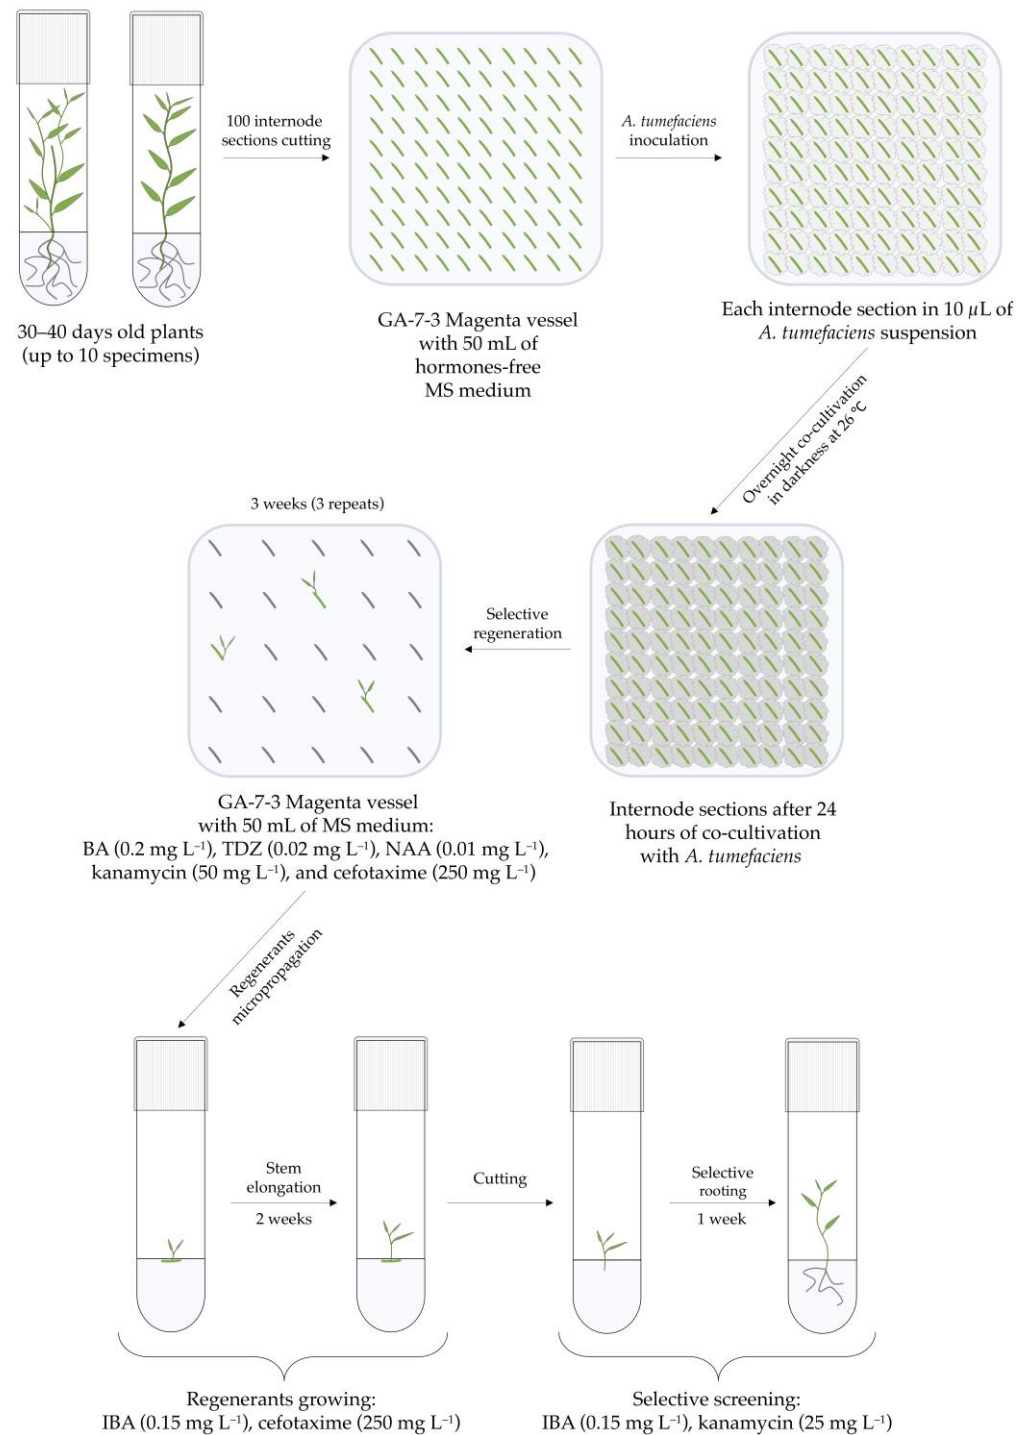 100 internode
sections cutting
A. tumefaciens
inoculation
30–40 days old plants
(up to 10 specimens)
GA-7-3 Magenta vessel
with 50 mL of
hormones-free
MS medium
Each internode section in 10 µL of
A. tumefaciens suspension
Overnight co-cultivation
in darkness at 26 °C
3 weeks (3 repeats)
Selective
regeneration
GA-7-3 Magenta vessel
with 50 mL of MS medium:
BA (0.2 mg L⁻¹), TDZ (0.02 mg L⁻¹), NAA (0.01 mg L⁻¹),
kanamycin (50 mg L⁻¹), and cefotaxime (250 mg L⁻¹)
Internode sections after 24
hours of co-cultivation
with A. tumefaciens
Regenerants
micropropagation
Stem
elongation
2 weeks
Cutting
Selective
rooting
1 week
Regenerants growing:
IBA (0.15 mg L⁻¹), cefotaxime (250 mg L⁻¹)
Selective screening:
IBA (0.15 mg L⁻¹), kanamycin (25 mg L⁻¹)